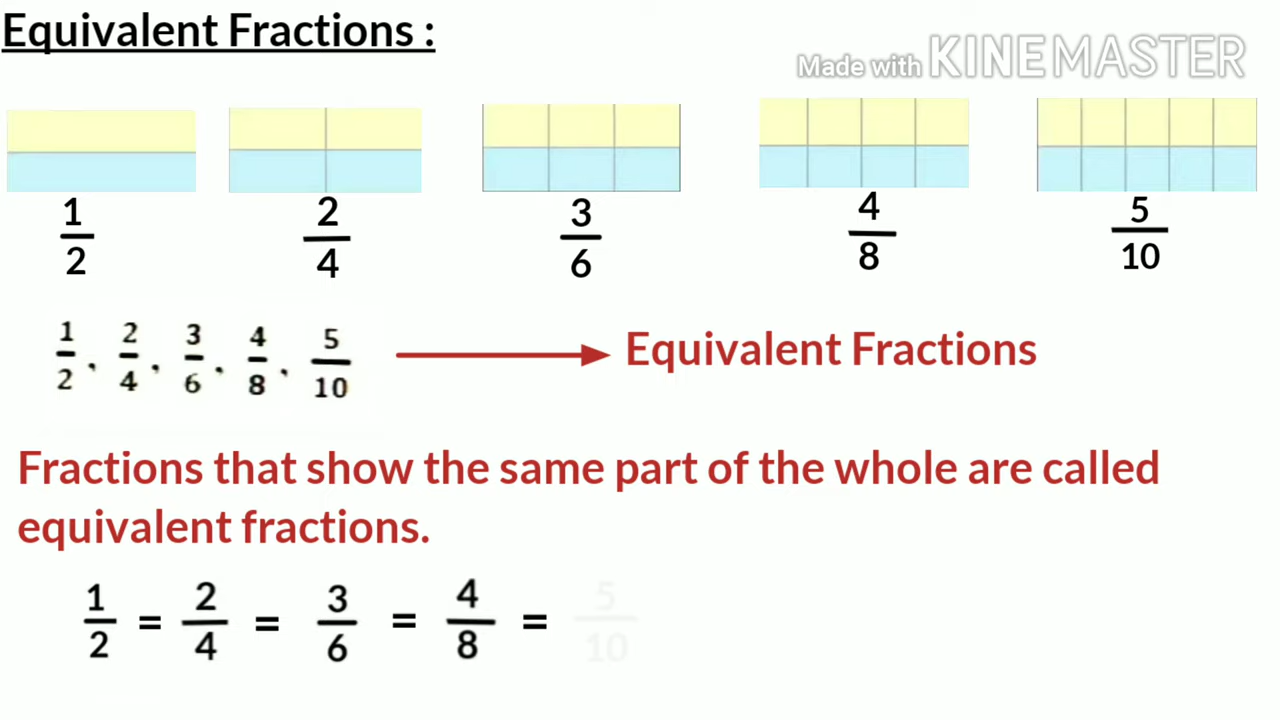 Equivalent Fractions :
Made with KINEMASTER
1/2 2/4 3/6 4/8 5/10
1/2, 2/4, 3/6, 4/8, 5/10 → Equivalent Fractions
Fractions that show the same part of the whole are called
equivalent fractions.
1/2 = 2/4 = 3/6 = 4/8 = 5/10